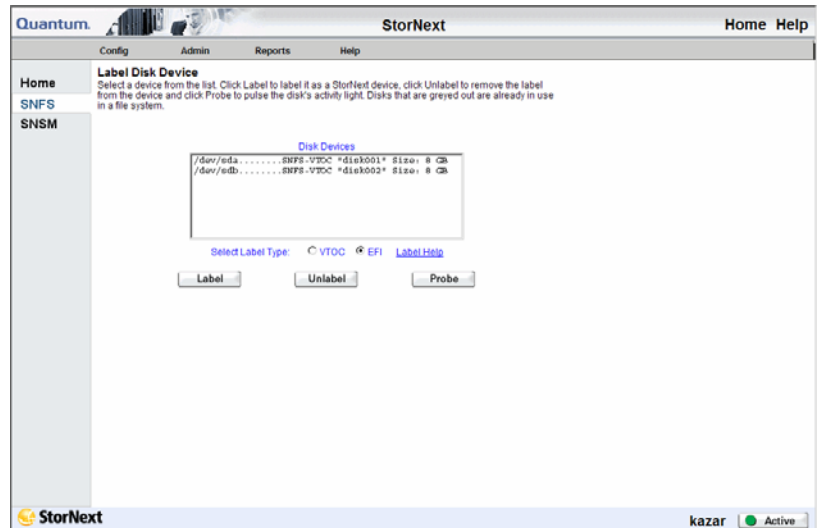 Quantum.
StorNext
Home Help
Config Admin Reports Help
Home
SNFS
SNSM
Label Disk Device
Select a device from the list. Click Label to label it as a StorNext device, click Unlabel to remove the label
from the device and click Probe to pulse the disk's activity light. Disks that are greyed out are already in use
in a file system.
Disk Devices
/dev/sda........SNFS-VTOC "disk001" Size: 8 GB
/dev/sdb........SNFS-VTOC "disk002" Size: 8 GB
Select Label Type: VTOC EFI Label Help
Label Unlabel Probe
StorNext
kazar Active